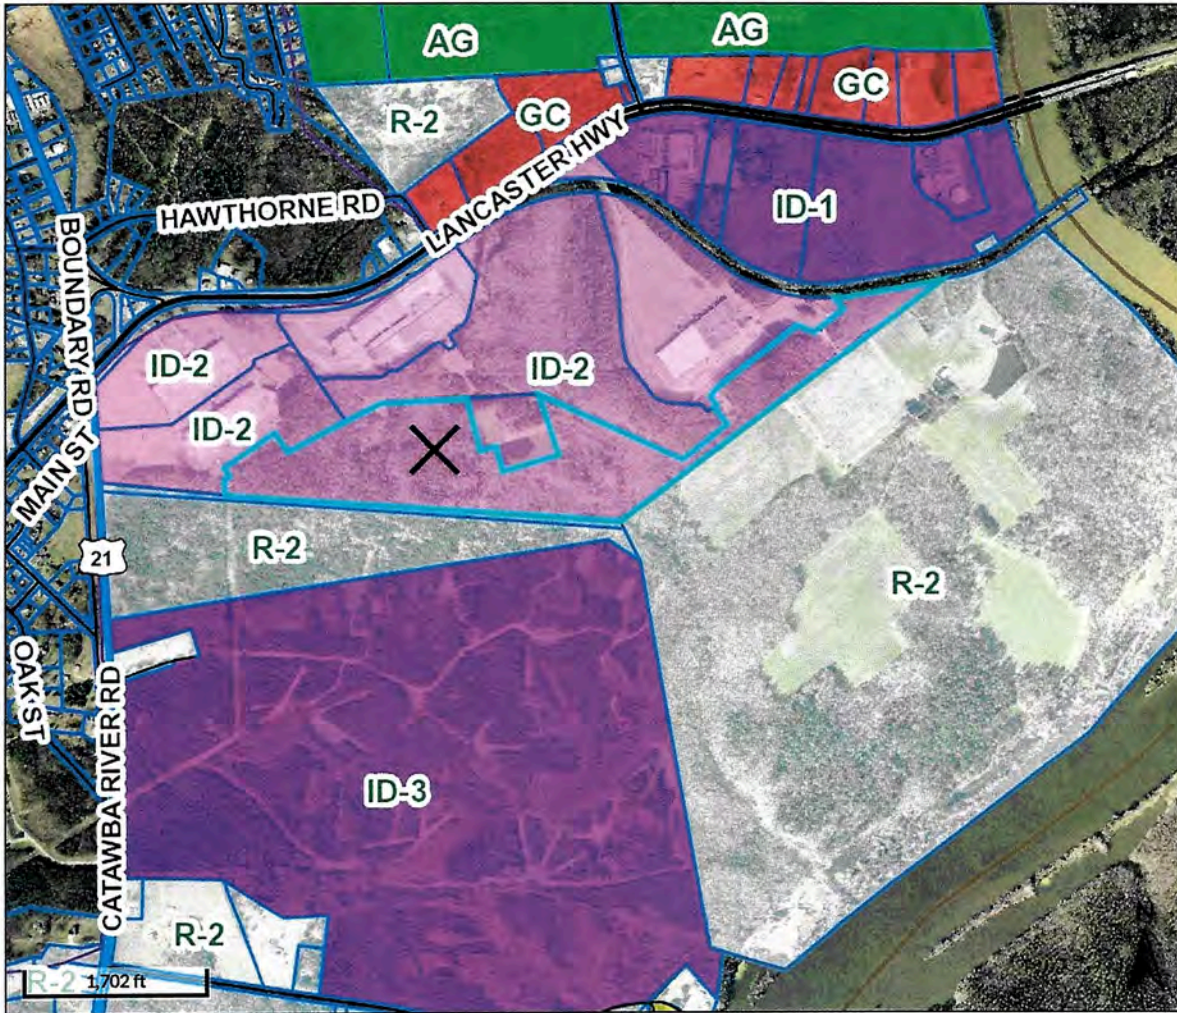 AG
AG
GC
GC
R-2
LANCASTER HWY
HAWTHORNE RD
ID-1
BOUNDARY RD
ID-2
ID-2
ID-2
MAIN ST
21
R-2
R-2
OAK ST
CATAWBA RIVER RD
ID-3
R-2
R-2
1,702 ft